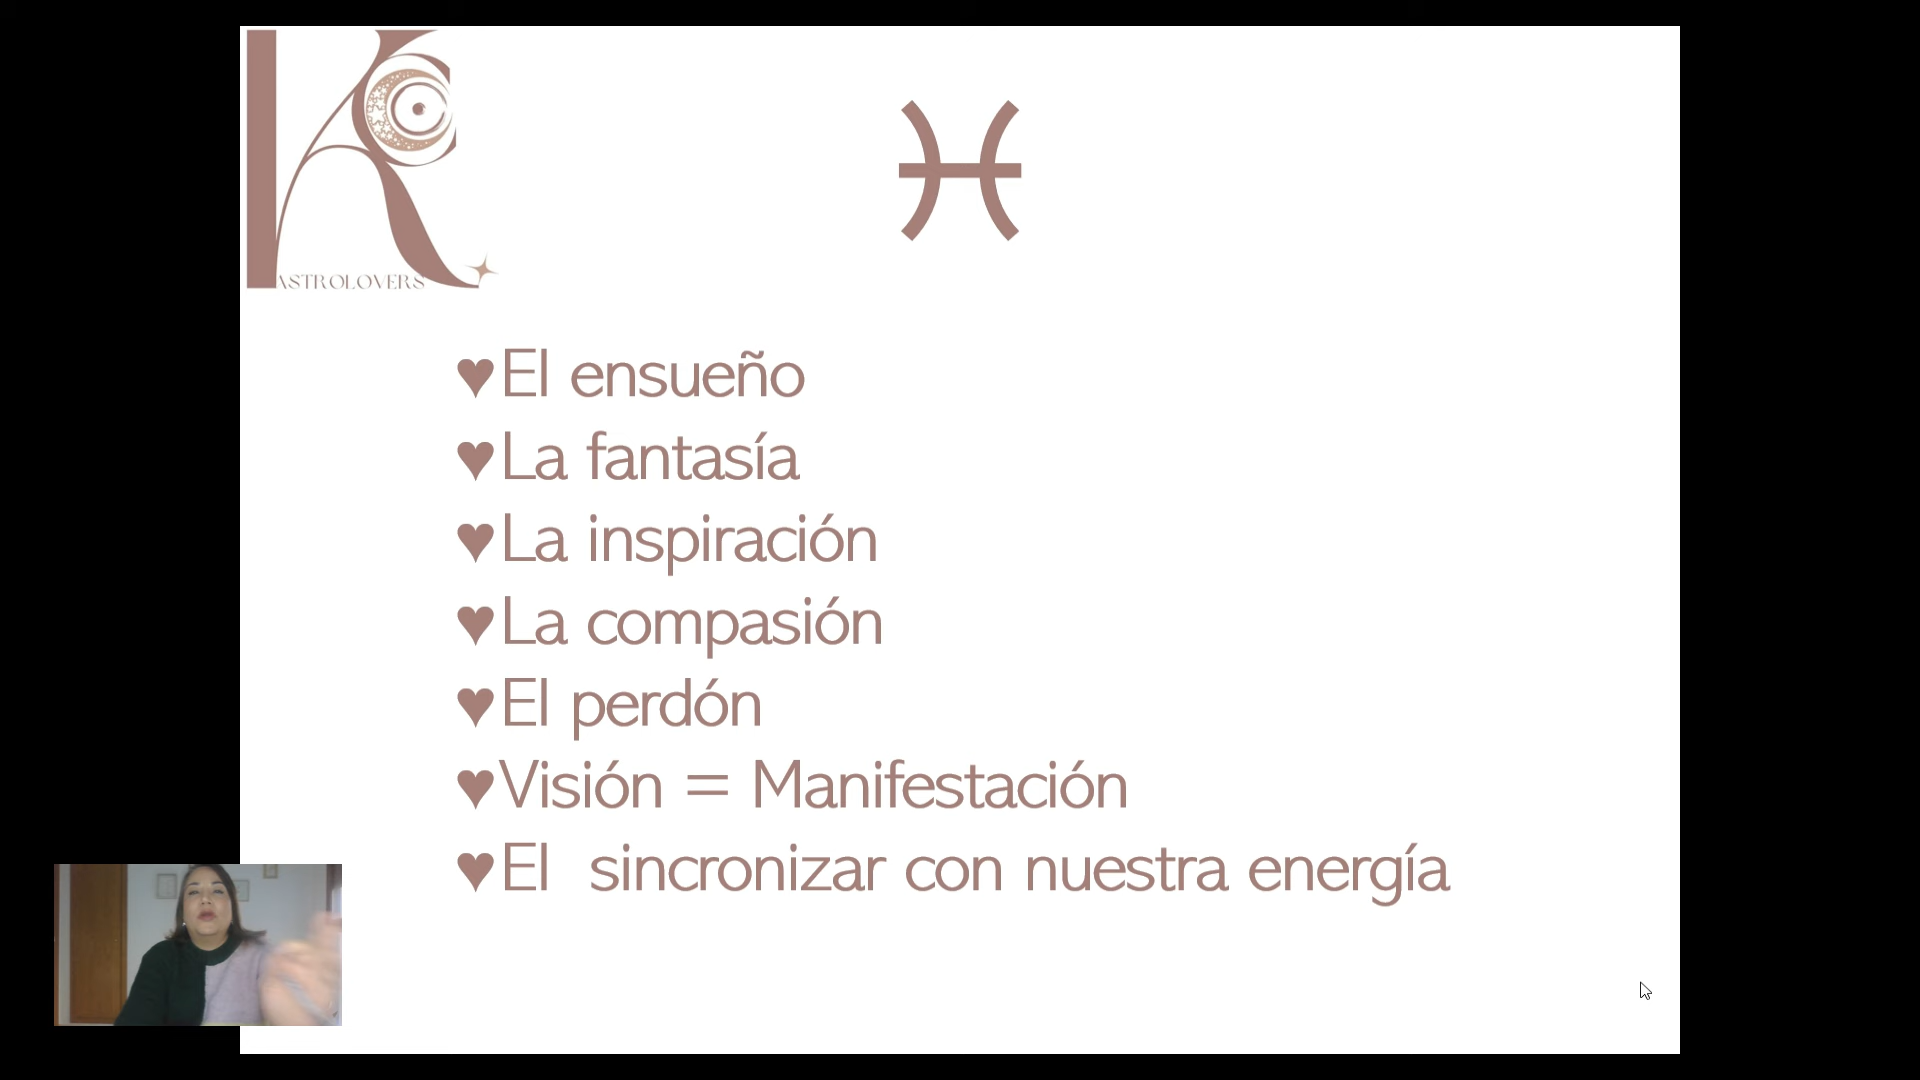 K
ASTROLOVERS
♓
♥El ensueño
♥La fantasía
♥La inspiración
♥La compasión
♥El perdón
♥Visión = Manifestación
♥El  sincronizar con nuestra energía